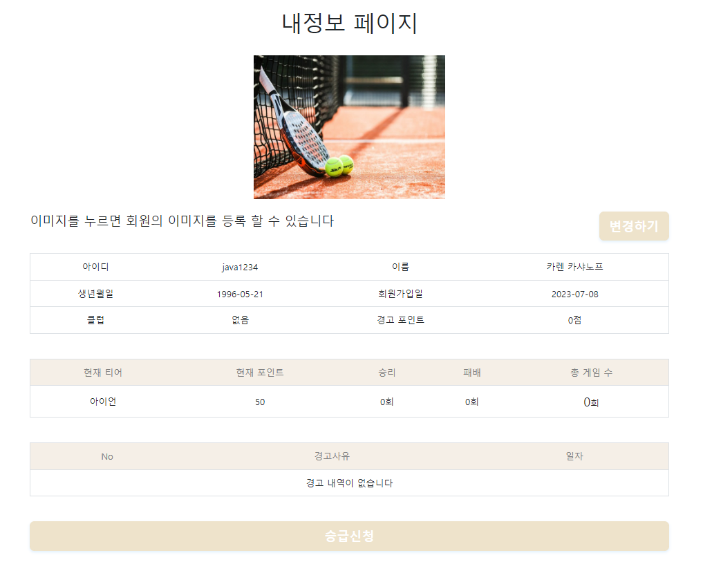 내정보 페이지
이미지를 누르면 회원의 이미지를 등록 할 수 있습니다
변경하기
아이디 java1234 이름 카렌 카샤노프
생년월일 1996-05-21 회원가입일 2023-07-08
클럽 없음 경고 포인트 0점
현재 티어 현재 포인트 승리 패배 총 게임 수
아이언 50 0회 0회 0회
No 경고사유 일자
경고 내역이 없습니다
승급신청